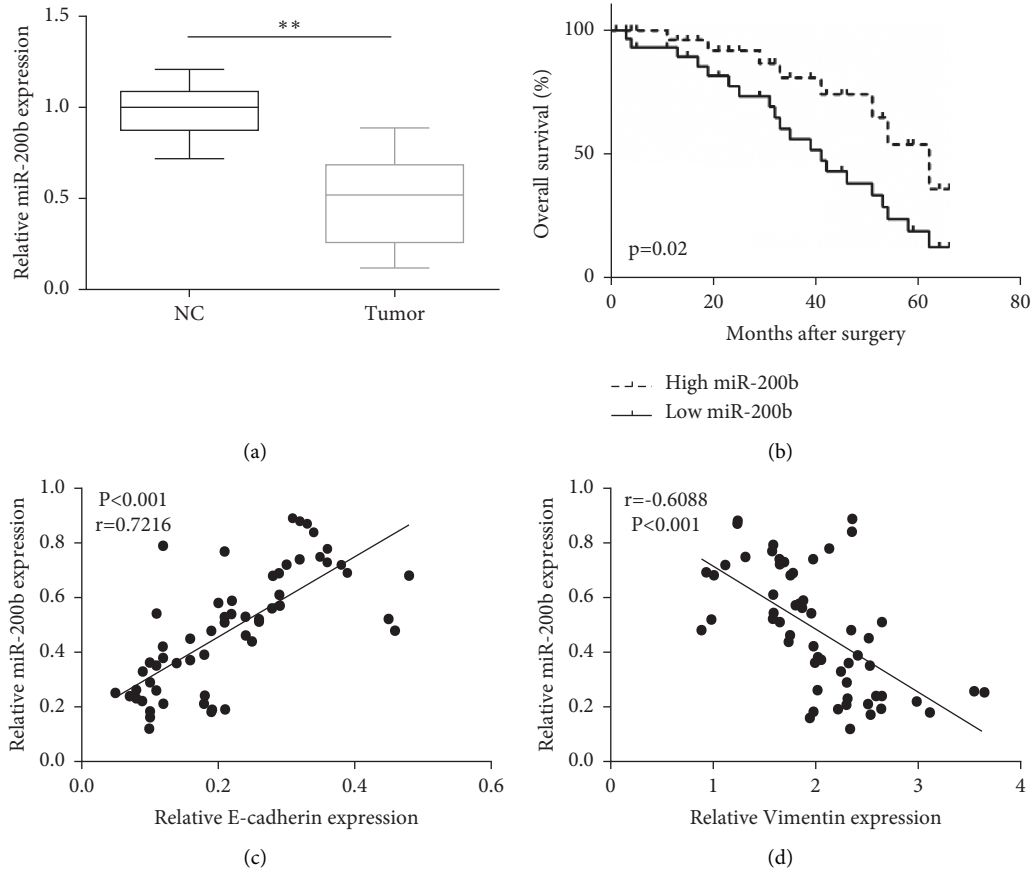 Relative miR-200b expression
1.5
1.0
0.5
0.0
**
NC
Tumor
(a)
Overall survival (%)
100
50
0
p=0.02
0
20
40
60
80
Months after surgery
High miR-200b
Low miR-200b
(b)
Relative miR-200b expression
1.0
0.8
0.6
0.4
0.2
0.0
P<0.001
r=0.7216
0.0
0.2
0.4
0.6
Relative E-cadherin expression
(c)
Relative miR-200b expression
1.0
0.8
0.6
0.4
0.2
0.0
r=-0.6088
P<0.001
0
1
2
3
4
Relative Vimentin expression
(d)